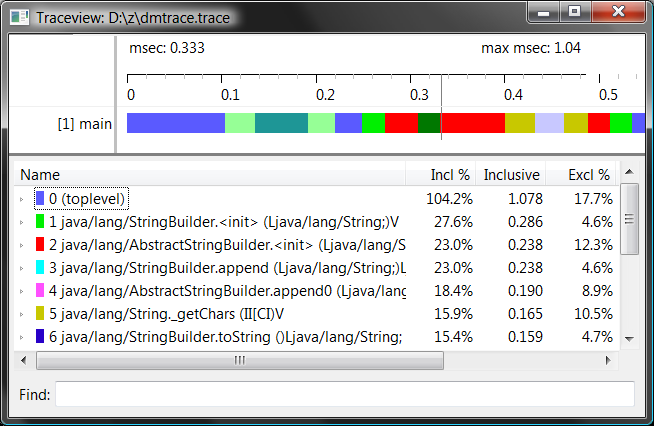 Traceview: D:\z\dmtrace.trace
msec: 0.333 max msec: 1.04
0 0.1 0.2 0.3 0.4 0.5
[1] main
Name Incl % Inclusive Excl %
0 (toplevel) 104.2% 1.078 17.7%
1 java/lang/StringBuilder.<init> (Ljava/lang/String;)V 27.6% 0.286 4.6%
2 java/lang/AbstractStringBuilder.<init> (Ljava/lang/S 23.0% 0.238 12.3%
3 java/lang/StringBuilder.append (Ljava/lang/String;)L 23.0% 0.238 4.6%
4 java/lang/AbstractStringBuilder.append0 (Ljava/lang/ 18.4% 0.190 8.9%
5 java/lang/String._getChars (II[CI)V 15.9% 0.165 10.5%
6 java/lang/StringBuilder.toString ()Ljava/lang/String; 15.4% 0.159 4.7%
Find: